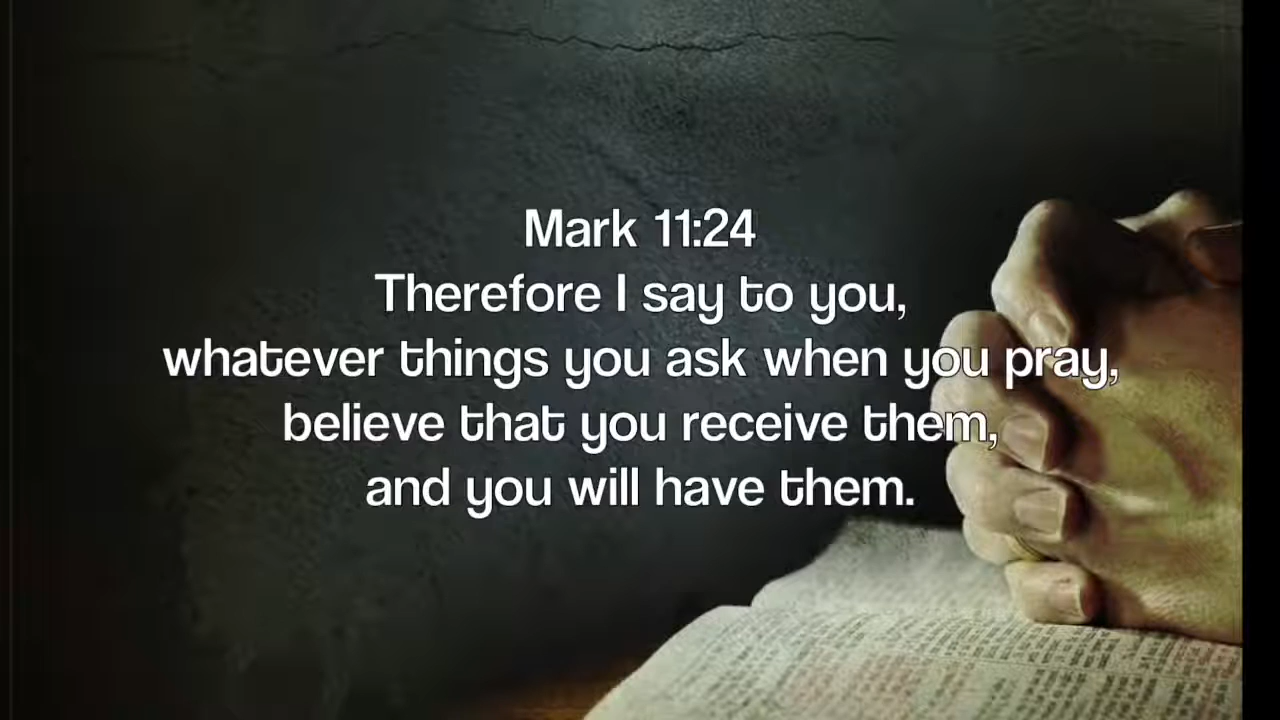 Mark 11:24
Therefore I say to you,
whatever things you ask when you pray,
believe that you receive them,
and you will have them.